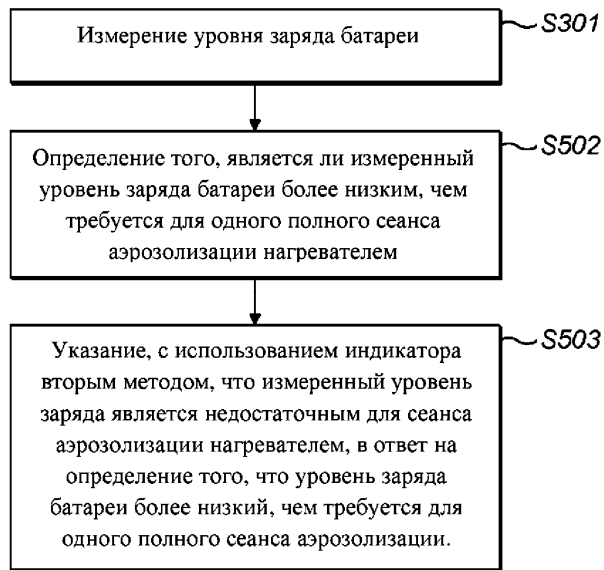 Измерение уровня заряда батареи
S301
Определение того, является ли измеренный
уровень заряда батареи более низким, чем
требуется для одного полного сеанса
аэрозолизации нагревателем
S502
Указание, с использованием индикатора
вторым методом, что измеренный уровень
заряда является недостаточным для сеанса
аэрозолизации нагревателем, в ответ на
определение того, что уровень заряда
батареи более низкий, чем требуется для
одного полного сеанса аэрозолизации.
S503